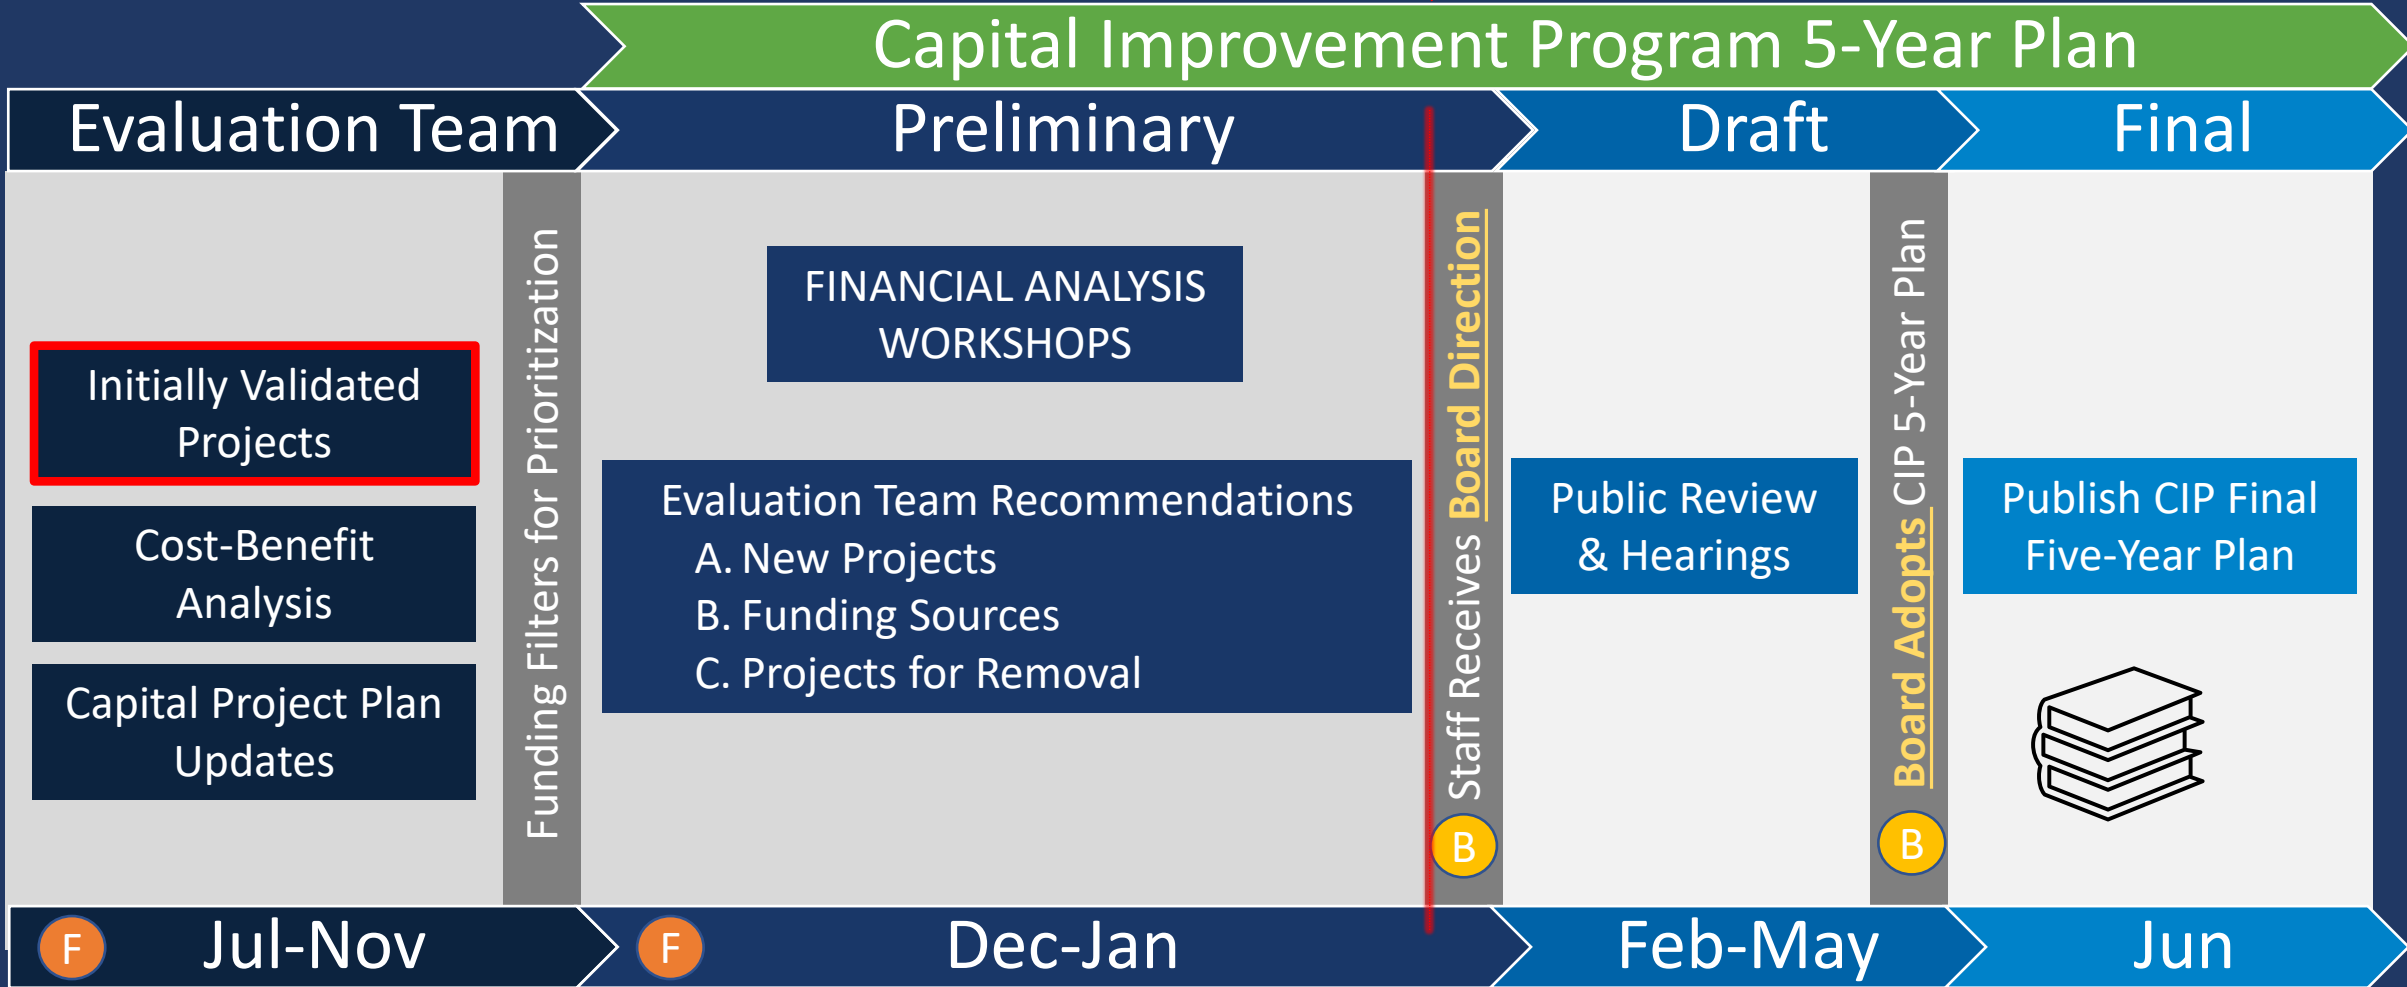 Capital Improvement Program 5-Year Plan
Evaluation Team
Preliminary
Draft
Final
Initially Validated
Projects
Cost-Benefit
Analysis
Capital Project Plan
Updates
Funding Filters for Prioritization
FINANCIAL ANALYSIS
WORKSHOPS
Evaluation Team Recommendations
A. New Projects
B. Funding Sources
C. Projects for Removal
Staff Receives Board Direction
B
Public Review
& Hearings
Board Adopts CIP 5-Year Plan
B
Publish CIP Final
Five-Year Plan
F
Jul-Nov
F
Dec-Jan
Feb-May
Jun